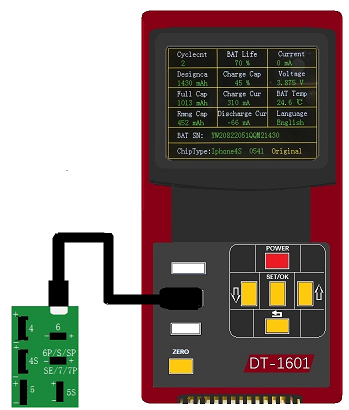 Cyclecnt BAT Life Current
2 70 % 0 mA
Designca Charge Cap Voltage
1430 mAh 45 % 3.875 V
Full Cap Charge Cur BAT Temp
1013 mAh 310 mA 24.6 ℃
Rmng Cap Discharge Cur Language
452 mAh -66 mA English
BAT SN: YW20822051QQM21430
ChipType:Iphone4S 0541 Original
POWER
SET/OK
ZERO
DT-1601
4 6
4S 6P/S/SP
SE/7/7P
5 5S